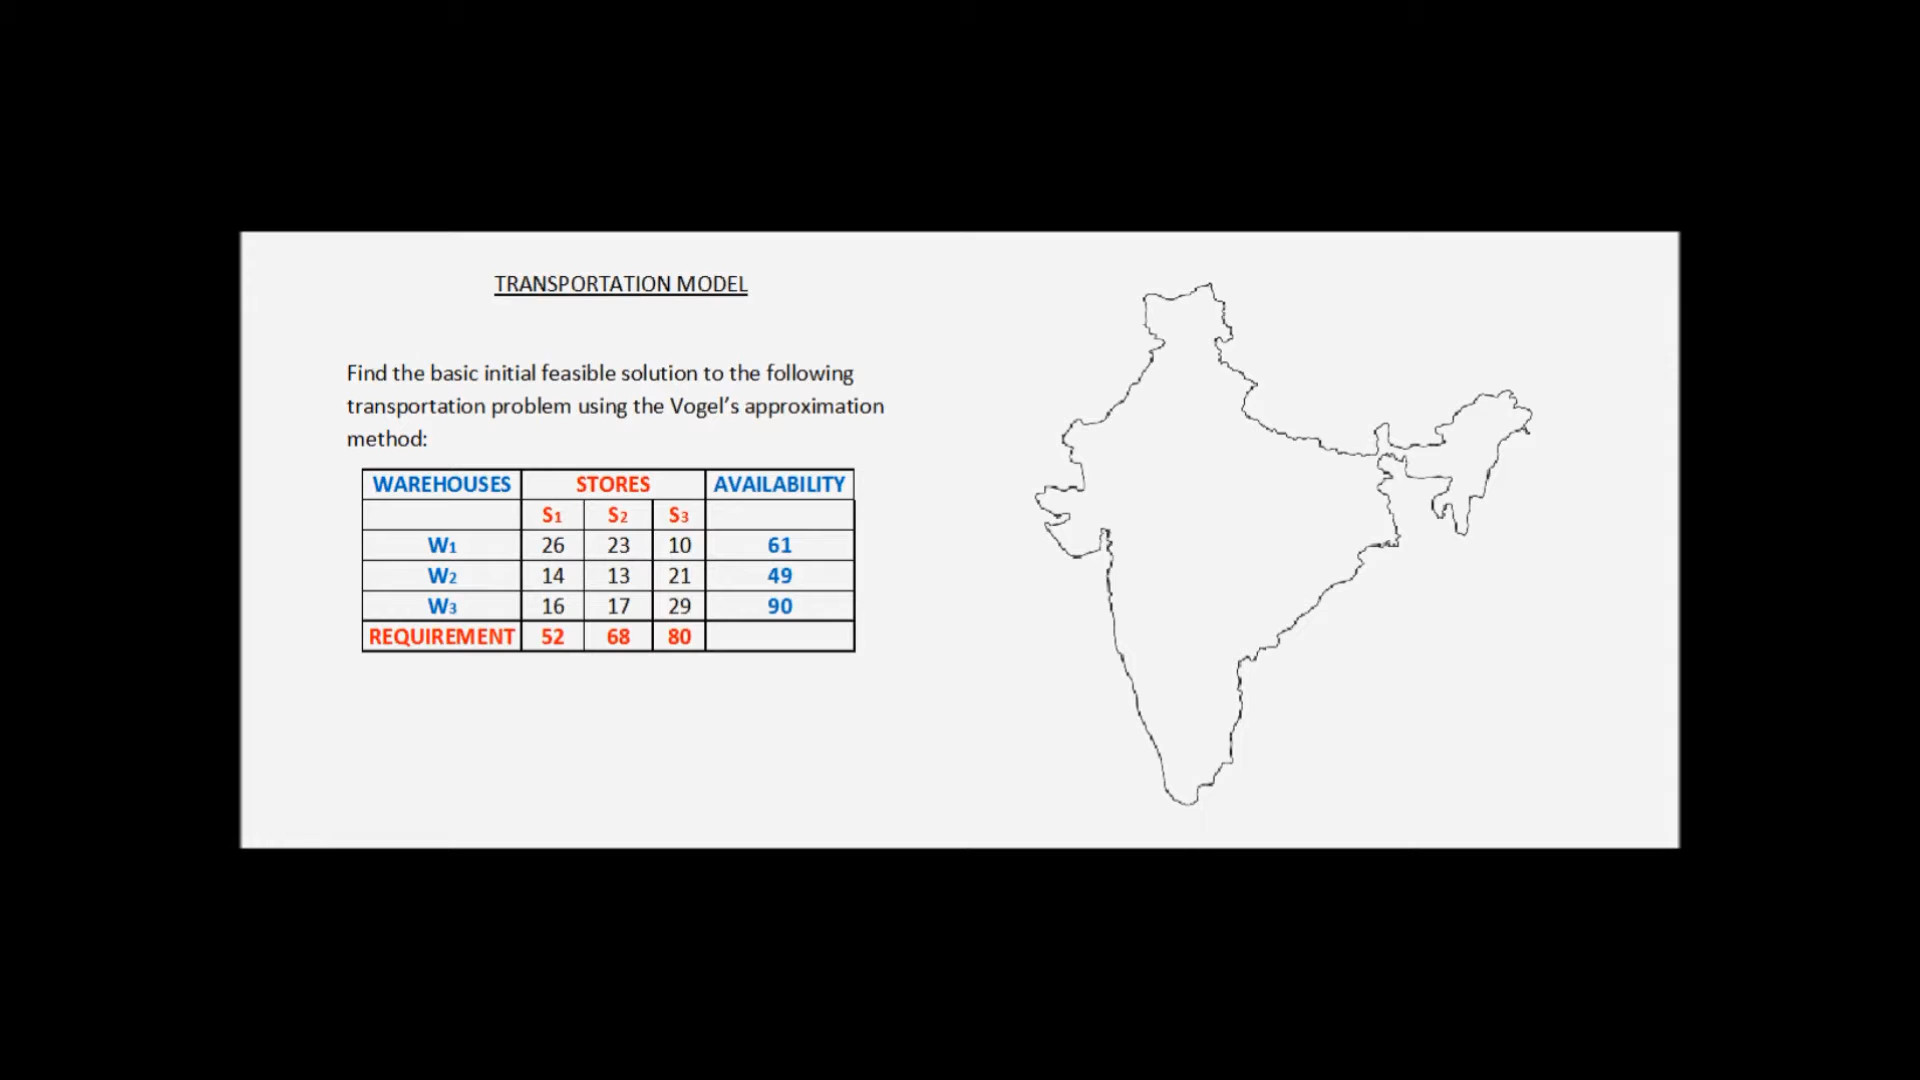 TRANSPORTATION MODEL
Find the basic initial feasible solution to the following
transportation problem using the Vogel’s approximation
method:
WAREHOUSES STORES AVAILABILITY
S1 S2 S3
W1 26 23 10 61
W2 14 13 21 49
W3 16 17 29 90
REQUIREMENT 52 68 80